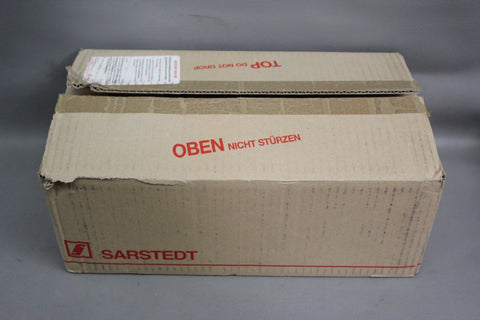 TOP DO NOT DROP
OBEN NICHT STÜRZEN
SARSTEDT